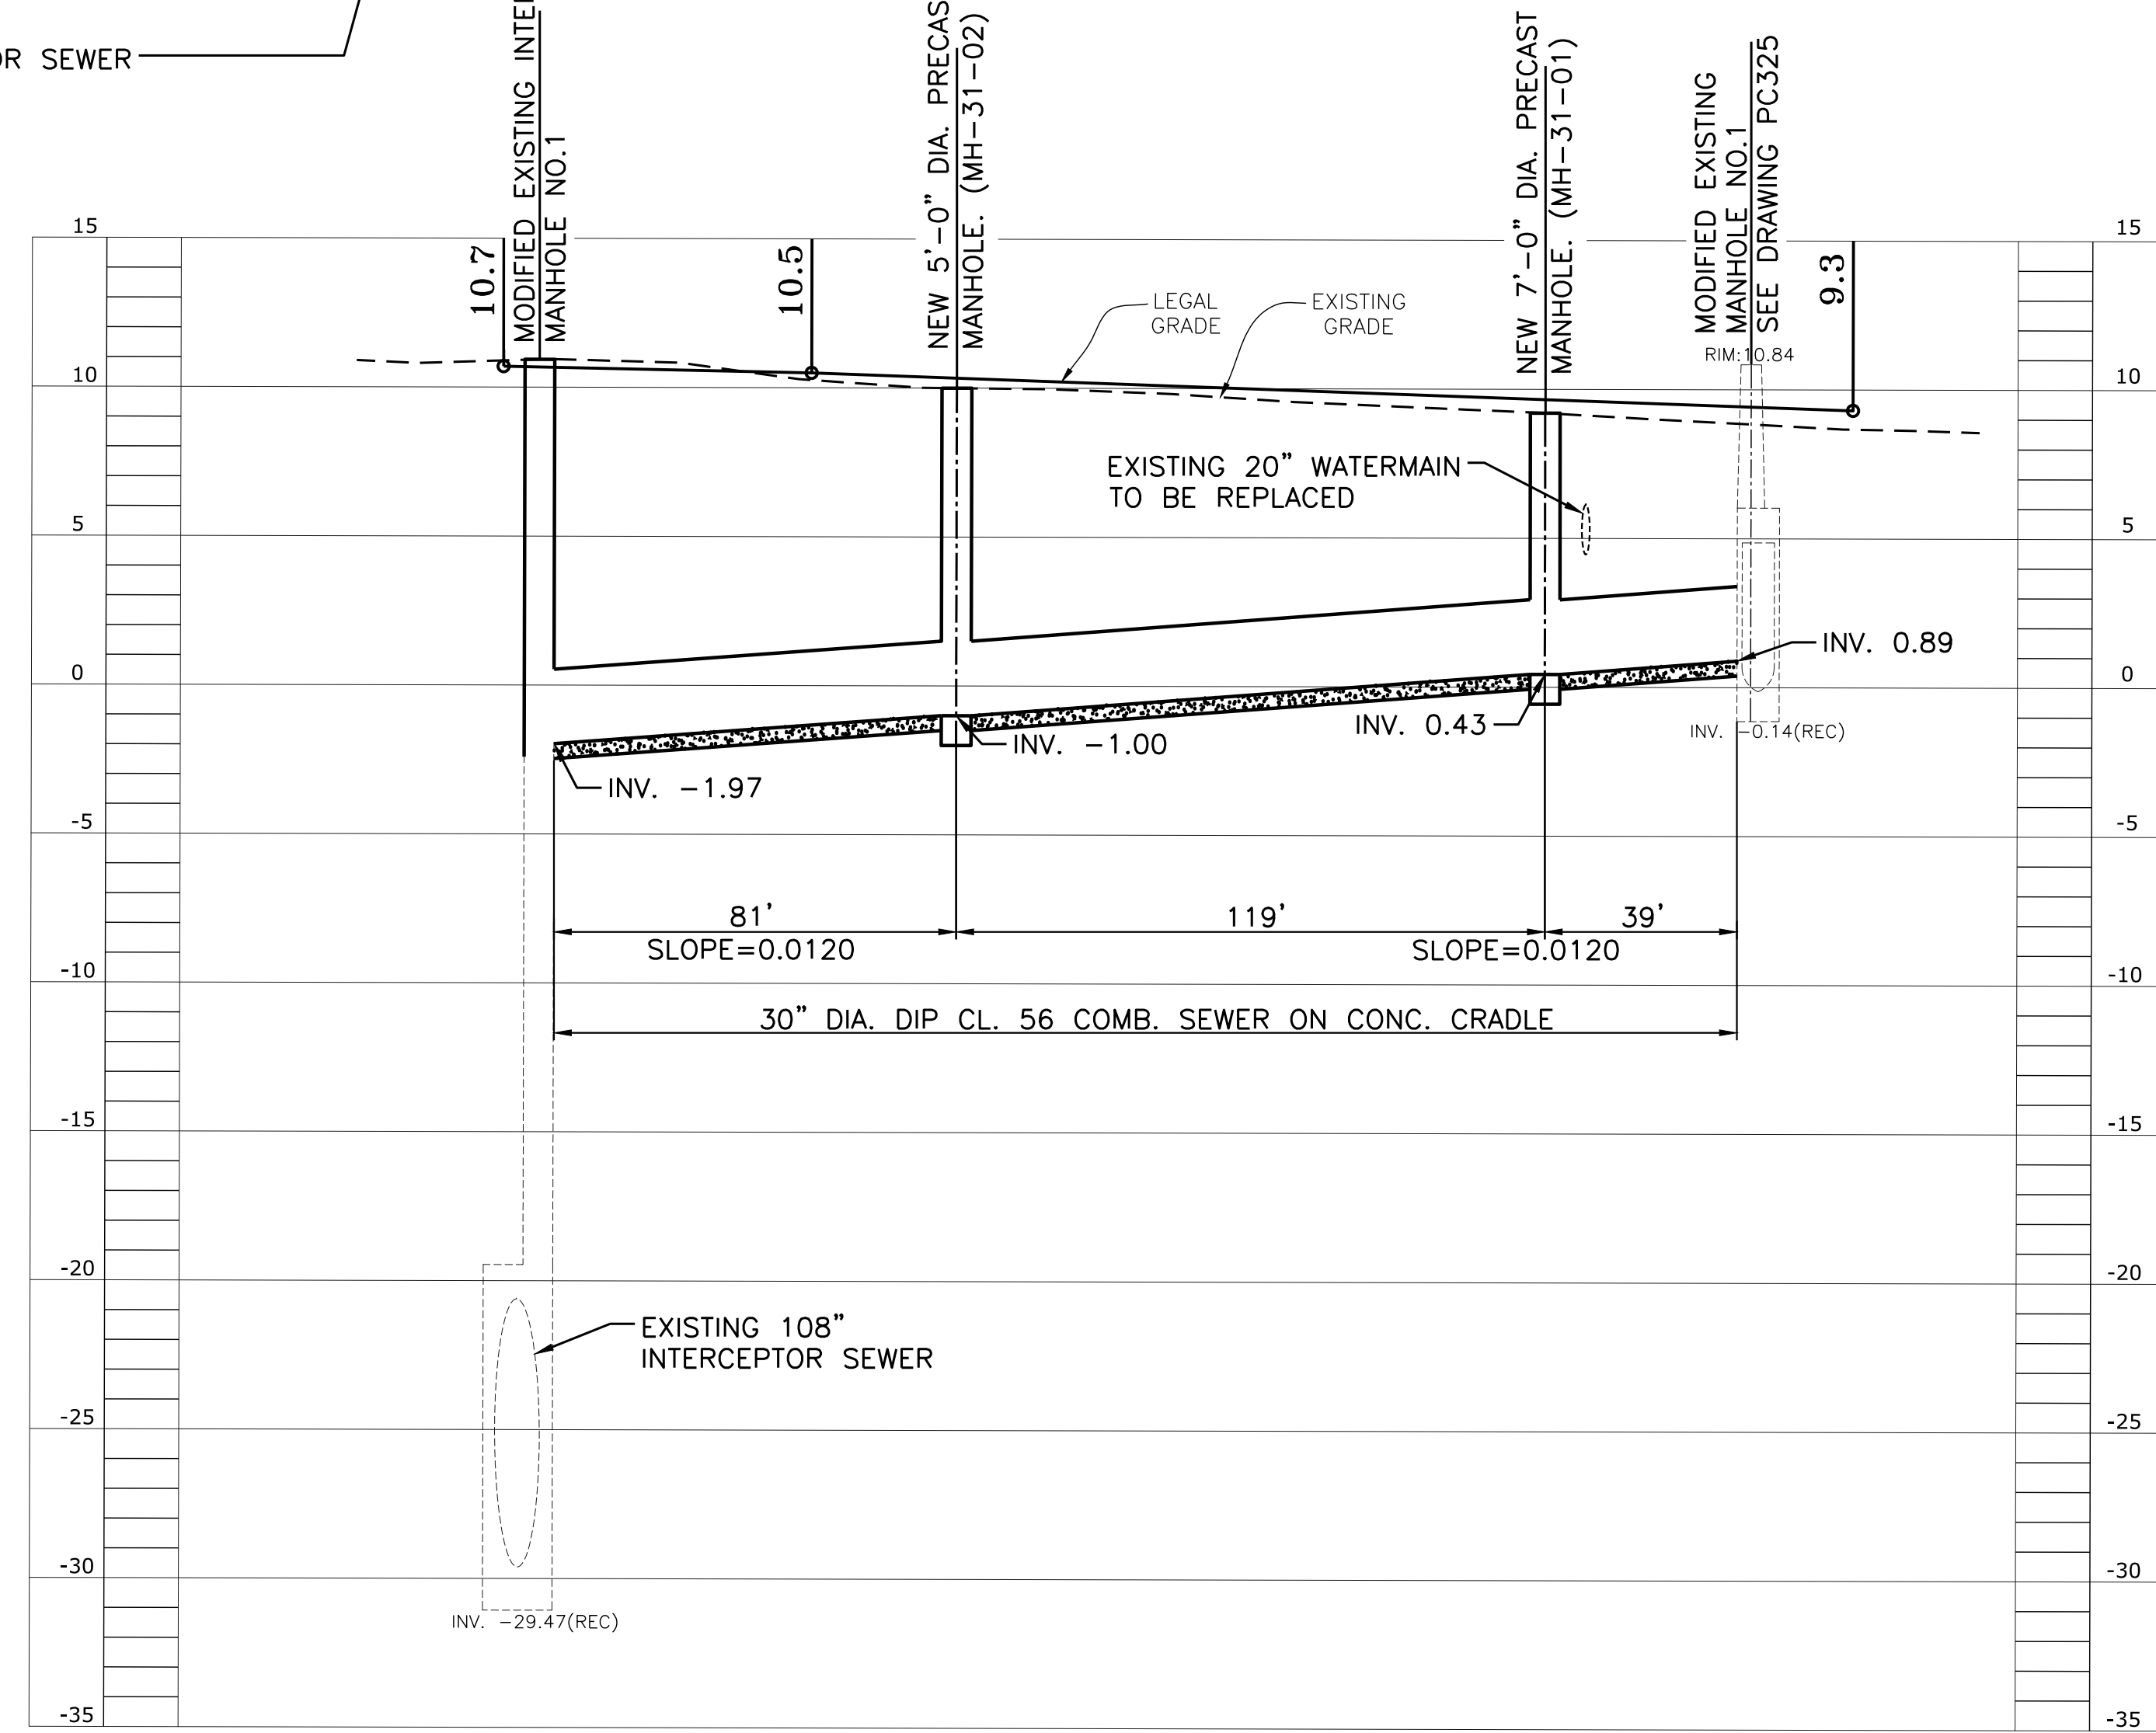 SEWER
MODIFIED EXISTING
MANHOLE NO.1
NEW 5'-0" DIA. PRECAST
MANHOLE. (MH-31-02)
NEW 7'-0" DIA. PRECAST
MANHOLE. (MH-31-01)
MODIFIED EXISTING
MANHOLE NO.1
SEE DRAWING PC325
RIM:10.84
10.7
10.5
9.3
LEGAL
GRADE
EXISTING
GRADE
EXISTING 20" WATERMAIN
TO BE REPLACED
INV. 0.89
INV. 0.43
INV. -0.14(REC)
INV. -1.00
INV. -1.97
81'
119'
39'
SLOPE=0.0120
SLOPE=0.0120
30" DIA. DIP CL. 56 COMB. SEWER ON CONC. CRADLE
EXISTING 108"
INTERCEPTOR SEWER
INV. -29.47(REC)
15
10
5
0
-5
-10
-15
-20
-25
-30
-35
15
10
5
0
-5
-10
-15
-20
-25
-30
-35